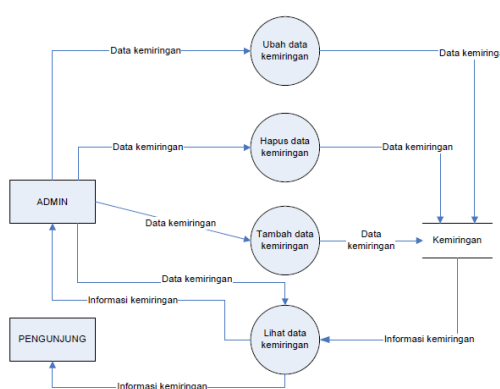 Ubah data
kemiringan
Data kemiringan
Data kemiringan
Hapus data
kemiringan
Data kemiringan
Data kemiringan
ADMIN
Data kemiringan
Tambah data
kemiringan
Data
kemiringan
Kemiringan
Data kemiringan
Informasi kemiringan
PENGUNJUNG
Lihat data
kemiringan
Informasi kemiringan
Informasi kemiringan